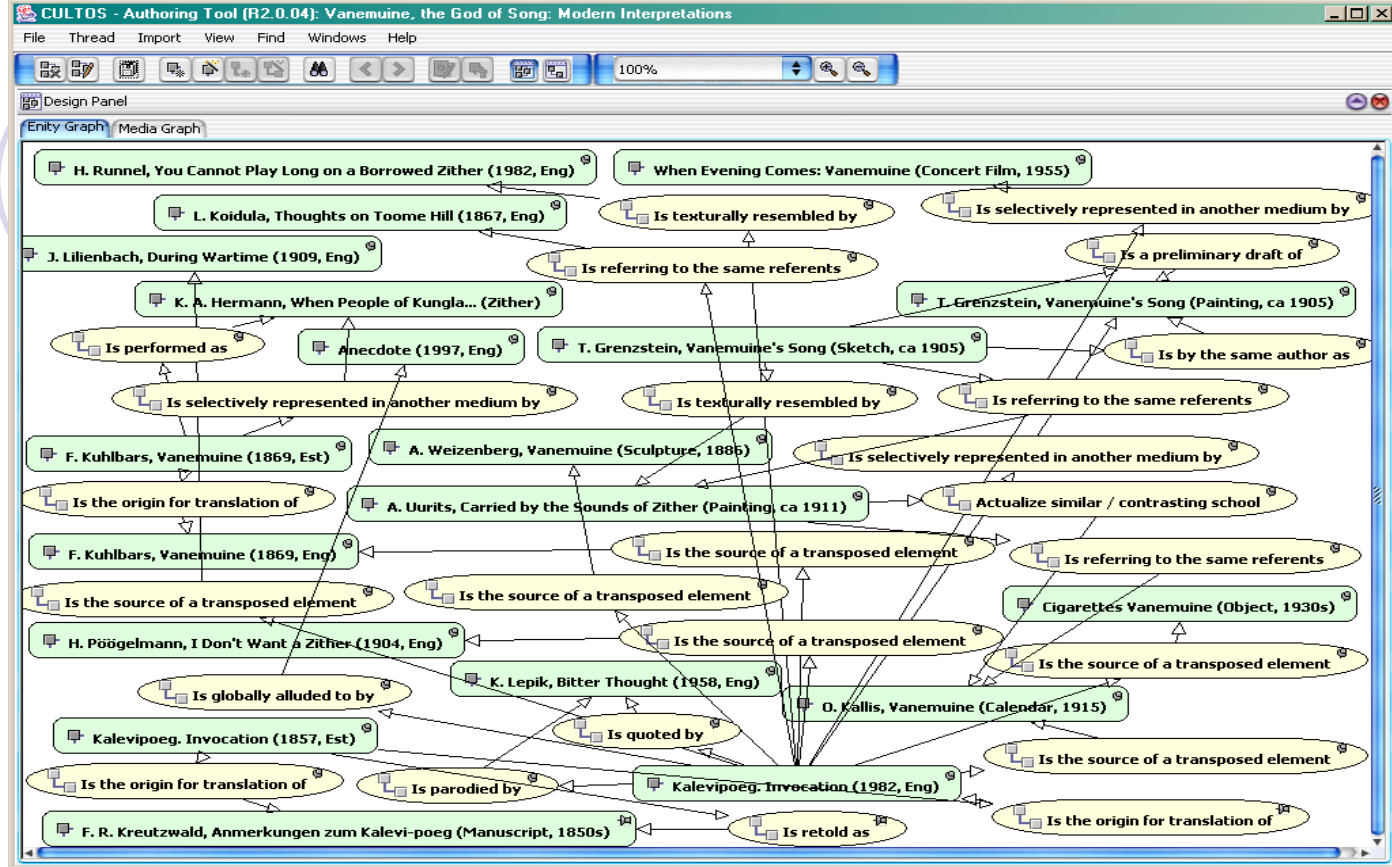 CULTOS - Authoring Tool (R2.0.04): Vanemuine, the God of Song: Modern Interpretations
File Thread Import View Find Windows Help
100%
Design Panel
Enity Graph Media Graph
H. Runnel, You Cannot Play Long on a Borrowed Zither (1982, Eng)
When Evening Comes: Vanemuine (Concert Film, 1955)
L. Koidula, Thoughts on Toome Hill (1867, Eng)
Is texturally resembled by
Is selectively represented in another medium by
J. Lilienbach, During Wartime (1909, Eng)
Is referring to the same referents
Is a preliminary draft of
K. A. Hermann, When People of Kungla... (Zither)
T. Grenzstein, Vanemuine's Song (Painting, ca 1905)
Is performed as
Anecdote (1997, Eng)
T. Grenzstein, Vanemuine's Song (Sketch, ca 1905)
Is by the same author as
Is selectively represented in another medium by
Is texturally resembled by
Is referring to the same referents
F. Kuhlbars, Vanemuine (1869, Est)
A. Weizenberg, Vanemuine (Sculpture, 1886)
Is selectively represented in another medium by
Is the origin for translation of
A. Uurits, Carried by the Sounds of Zither (Painting, ca 1911)
Actualize similar / contrasting school
F. Kuhlbars, Vanemuine (1869, Eng)
Is the source of a transposed element
Is referring to the same referents
Is the source of a transposed element
Is the source of a transposed element
Cigarettes Vanemuine (Object, 1930s)
H. Pöögelmann, I Don't Want a Zither (1904, Eng)
Is the source of a transposed element
Is the source of a transposed element
Is globally alluded to by
K. Lepik, Bitter Thought (1958, Eng)
O. Kallis, Vanemuine (Calendar, 1915)
Kalevipoeg. Invocation (1857, Est)
Is quoted by
Is the source of a transposed element
Is the origin for translation of
Is parodied by
Kalevipoeg. Invocation (1982, Eng)
F. R. Kreutzwald, Anmerkungen zum Kalevi-poeg (Manuscript, 1850s)
Is retold as
Is the origin for translation of